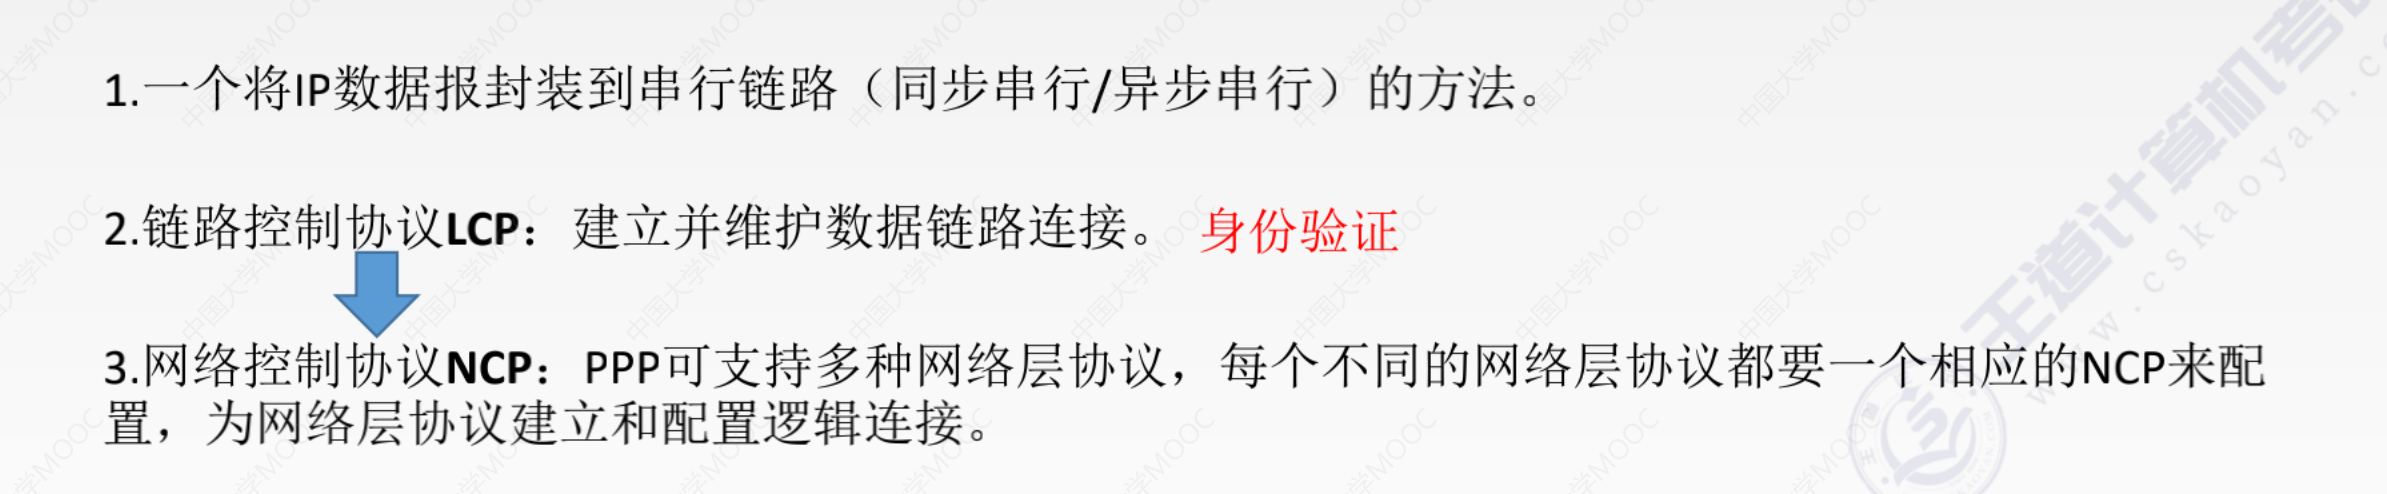 1.一个将IP数据报封装到串行链路（同步串行/异步串行）的方法。
2.链路控制协议LCP：建立并维护数据链路连接。 身份验证
3.网络控制协议NCP：PPP可支持多种网络层协议，每个不同的网络层协议都要一个相应的NCP来配
置，为网络层协议建立和配置逻辑连接。
王道计算机考
www.cskaoyan.c
中国大学MOOC